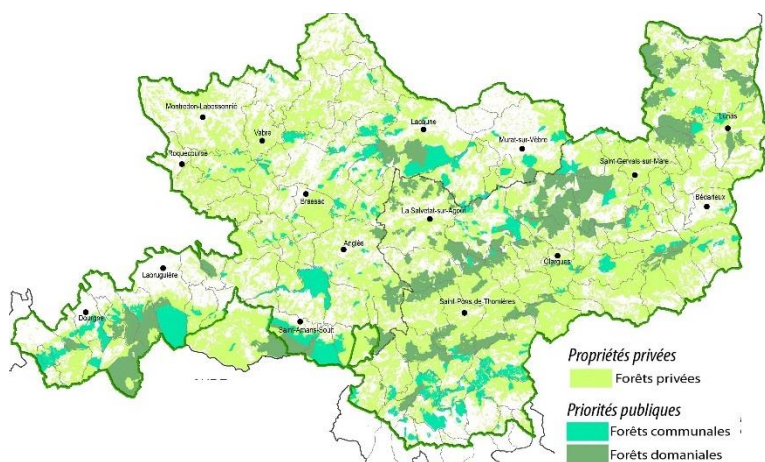 Montredon-Labessonnié
Lacaune
Lunas
Vabre
Murat-sur-Vèbre
Roquecourbe
Saint-Gervais-sur-Mare
Brassac
Bédarieux
La Salvetat-sur-Agout
Anglès
Olargues
Labruguière
Saint-Pons de Thomières
Dourgne
Saint-Amans-Soult
Propriétés privées
Forêts privées
Priorités publiques
Forêts communales
Forêts domaniales